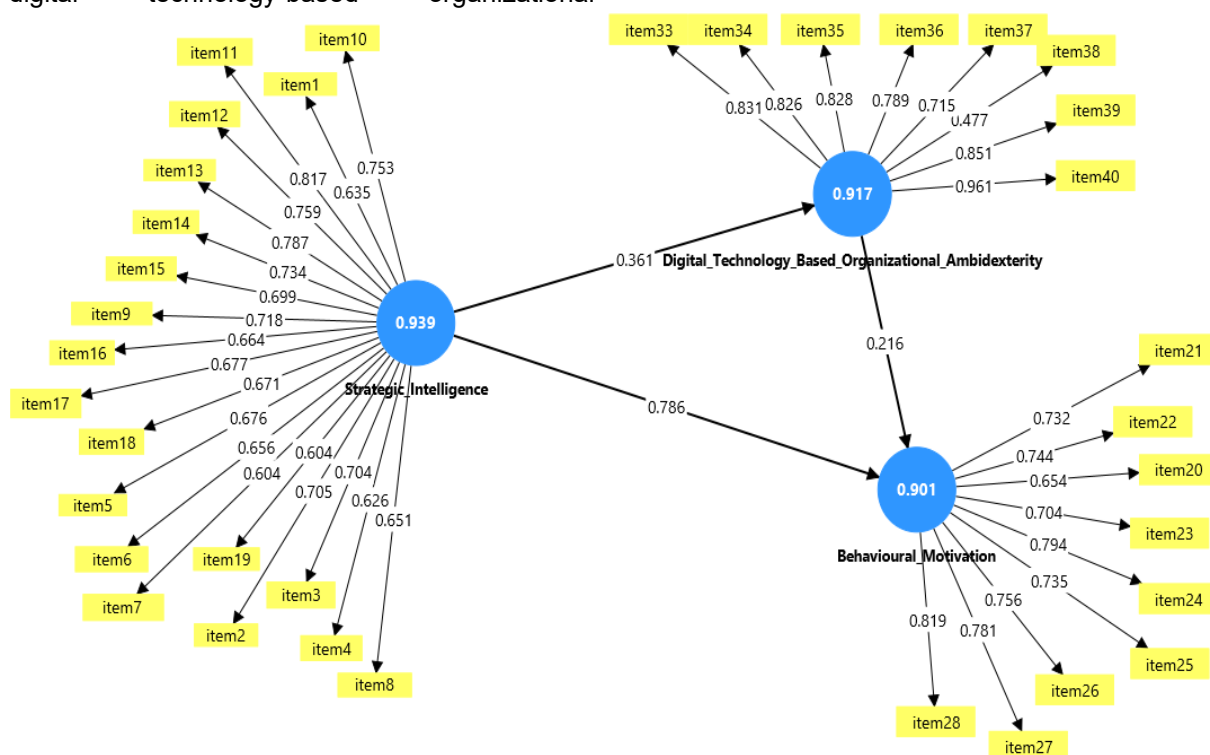 digital technology-based organizational
item10
item11
item1
item12
item13
item14
item15
item9
item16
item17
item18
item5
item6
item7
item19
item2
item3
item4
item8
0.753
0.817
0.635
0.759
0.787
0.734
0.699
0.718
0.664
0.677
0.671
0.676
0.656
0.604
0.604
0.705
0.704
0.626
0.651
0.939
Strategic_Intelligence
0.361
0.786
item33
item34
item35
item36
item37
item38
item39
item40
0.831
0.826
0.828
0.789
0.715
0.477
0.851
0.961
0.917
Digital_Technology_Based_Organizational_Ambidexterity
0.216
0.901
Behavioural_Motivation
0.732
0.744
0.654
0.704
0.794
0.735
0.756
0.781
0.819
item21
item22
item20
item23
item24
item25
item26
item27
item28